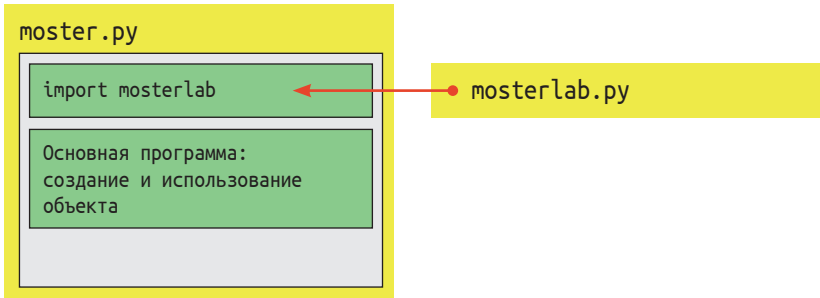 moster.py
import mosterlab
mosterlab.py
Основная программа:
создание и использование
объекта